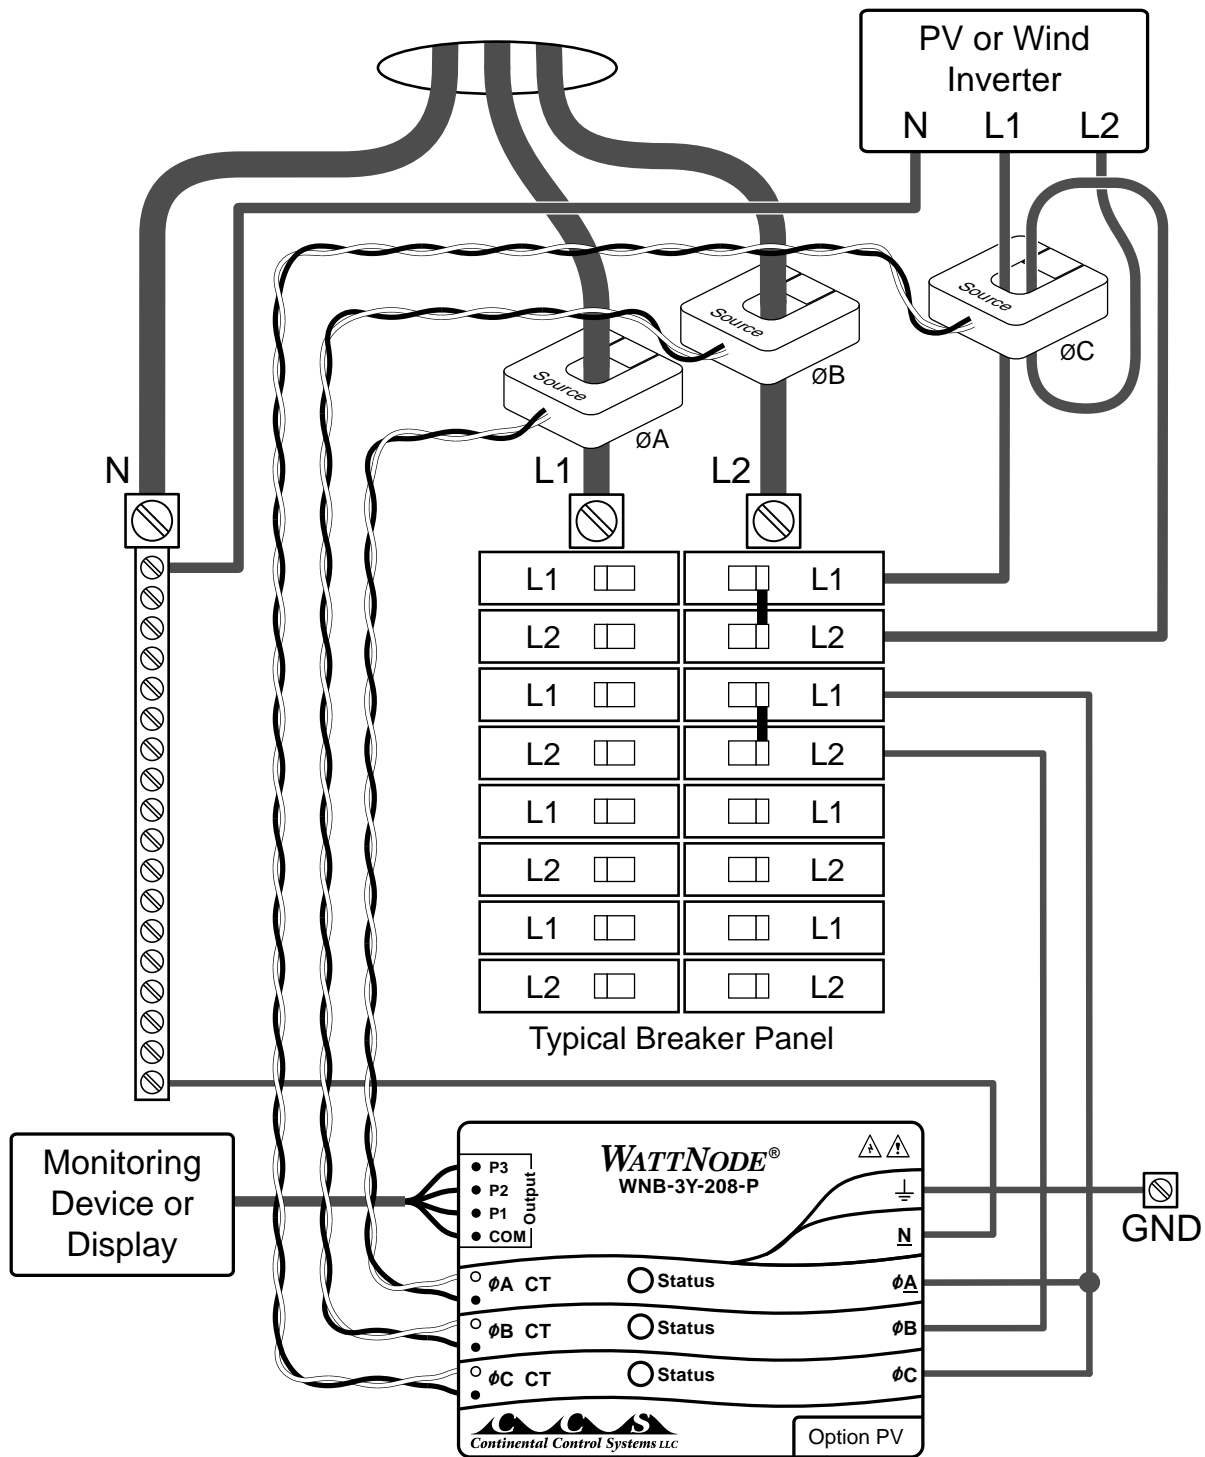 PV or Wind
Inverter
N L1 L2
Source
øC
Source
øB
Source
øA
N
L1
L2
L1 L1
L2 L2
L1 L1
L2 L2
L1 L1
L2 L2
L1 L1
L2 L2
Typical Breaker Panel
Monitoring
Device or
Display
P3
P2
P1
COM
Output
WATTNODE®
WNB-3Y-208-P
N
GND
øA CT Status øA
øB CT Status øB
øC CT Status øC
CCS
Continental Control Systems LLC
Option PV